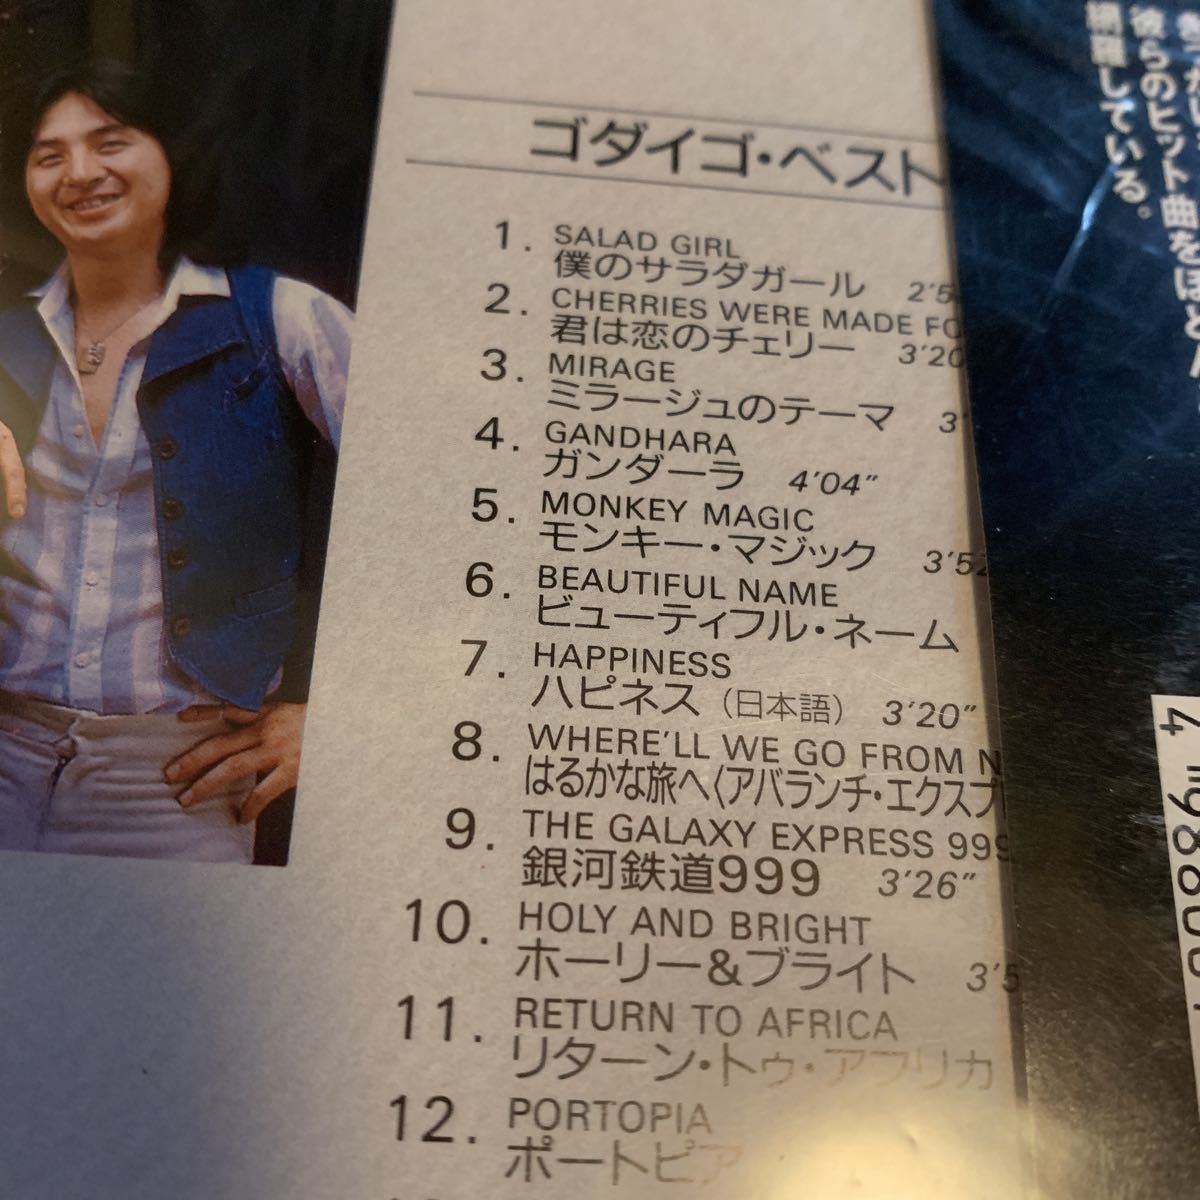 ゴダイゴ・ベスト
1. SALAD GIRL
僕のサラダガール
2. CHERRIES WERE MADE
君は恋のチェリー 3'20
3. MIRAGE
ミラージュのテーマ
4. GANDHARA
ガンダーラ 4'04"
5. MONKEY MAGIC
モンキー・マジック 3'52
6. BEAUTIFUL NAME
ビューティフル・ネーム
7. HAPPINESS
ハピネス (日本語) 3'20"
8. WHERE'LL WE GO FROM
はるかな旅へ〈アバランチ・エクスプ
9. THE GALAXY EXPRESS 999
銀河鉄道999 3'26"
10. HOLY AND BRIGHT
ホーリー&ブライト
11. RETURN TO AFRICA
リターン・トゥ・アフリカ
12. PORTOPIA
ポートピア
彼らのヒット曲をほとん
網羅している。